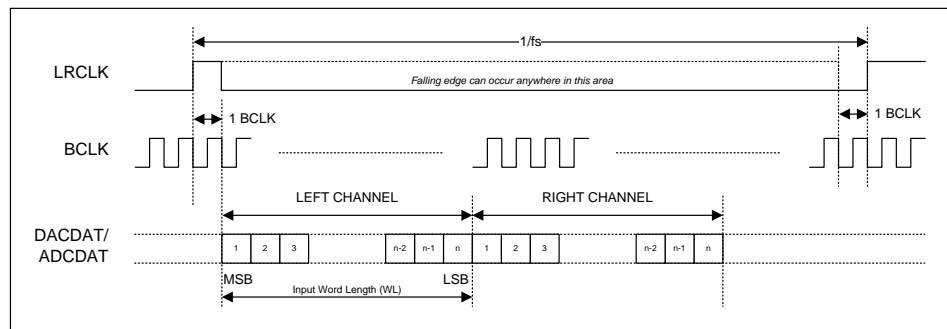 1/fs
LRCLK
Falling edge can occur anywhere in this area
1 BCLK
1 BCLK
BCLK
LEFT CHANNEL
RIGHT CHANNEL
DACDAT/
ADCDAT
1 2 3 n-2 n-1 n 1 2 3 n-2 n-1 n
MSB
LSB
Input Word Length (WL)